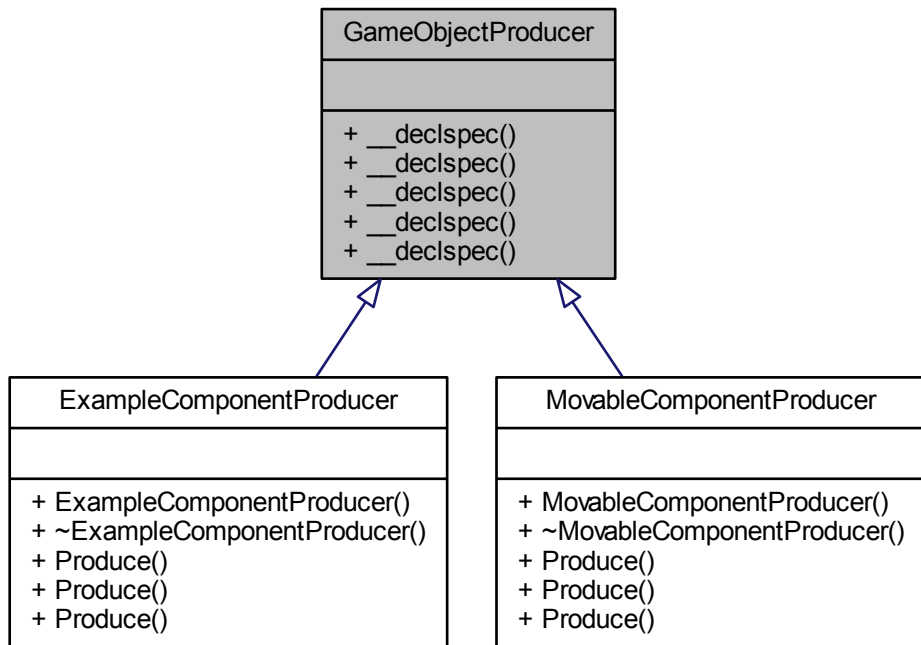 GameObjectProducer
+ __declspec()
+ __declspec()
+ __declspec()
+ __declspec()
+ __declspec()
ExampleComponentProducer
+ ExampleComponentProducer()
+ ~ExampleComponentProducer()
+ Produce()
+ Produce()
+ Produce()
MovableComponentProducer
+ MovableComponentProducer()
+ ~MovableComponentProducer()
+ Produce()
+ Produce()
+ Produce()